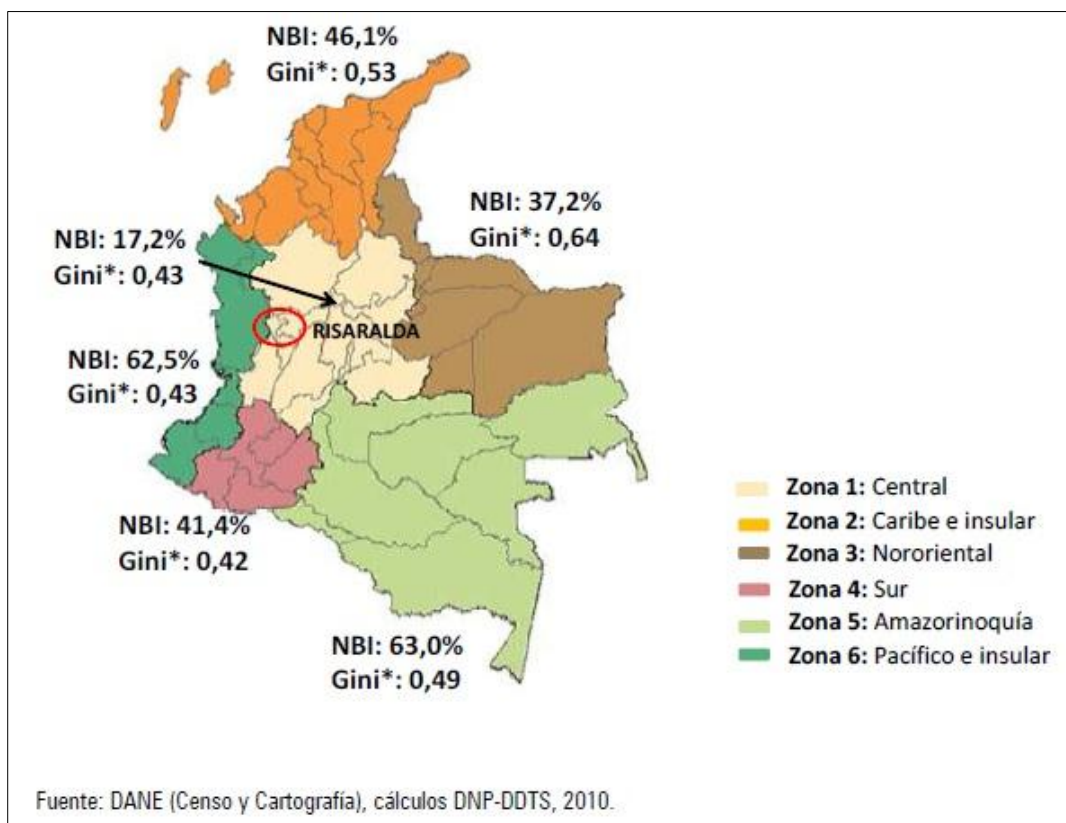 NBI: 46,1%
Gini*: 0,53
NBI: 37,2%
Gini*: 0,64
NBI: 17,2%
Gini*: 0,43
RISARALDA
NBI: 62,5%
Gini*: 0,43
NBI: 41,4%
Gini*: 0,42
NBI: 63,0%
Gini*: 0,49
Zona 1: Central
Zona 2: Caribe e insular
Zona 3: Nororiental
Zona 4: Sur
Zona 5: Amazorinoquía
Zona 6: Pacífico e insular
Fuente: DANE (Censo y Cartografía), cálculos DNP-DDTS, 2010.